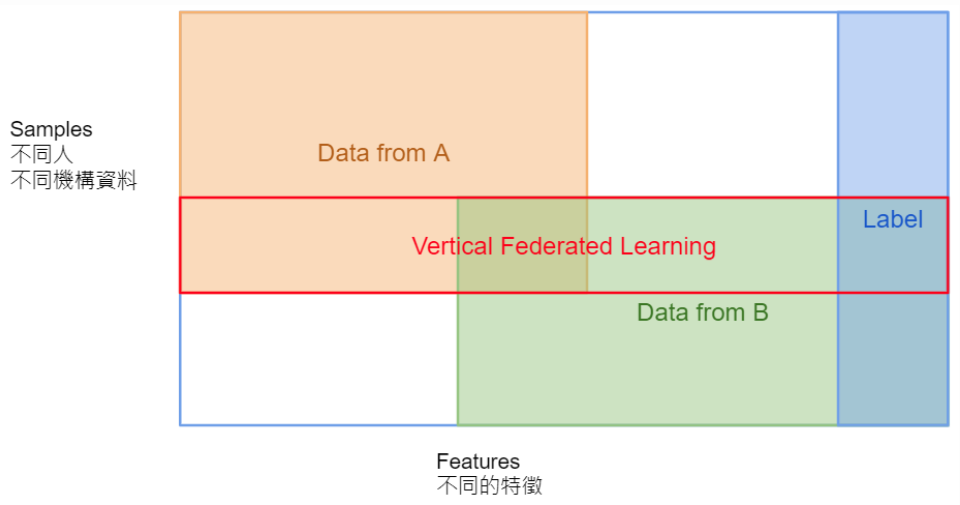 Samples
不同人
不同機構資料
Data from A
Label
Vertical Federated Learning
Data from B
Features
不同的特徵